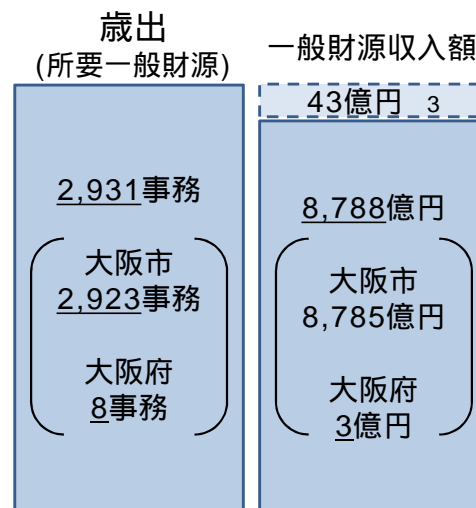 歳出
(所要一般財源)
2,931事務
大阪市
2,923事務
大阪府
8事務
一般財源収入額
43億円 3
8,788億円
大阪市
8,785億円
大阪府
3億円